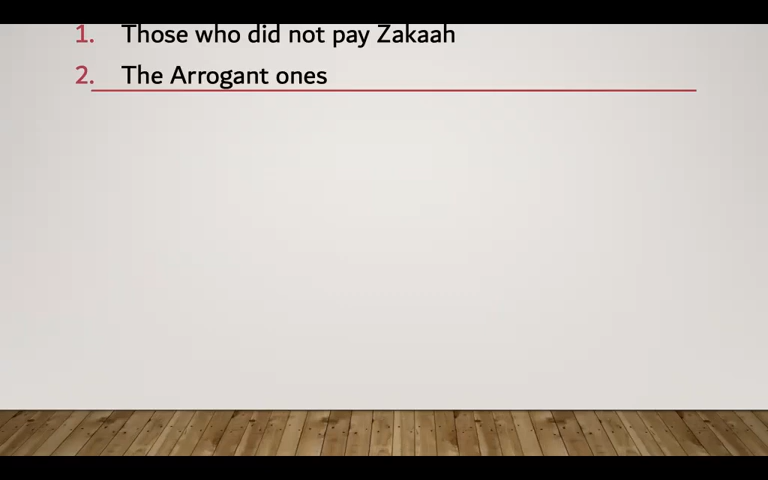 1. Those who did not pay Zakaah
2. The Arrogant ones